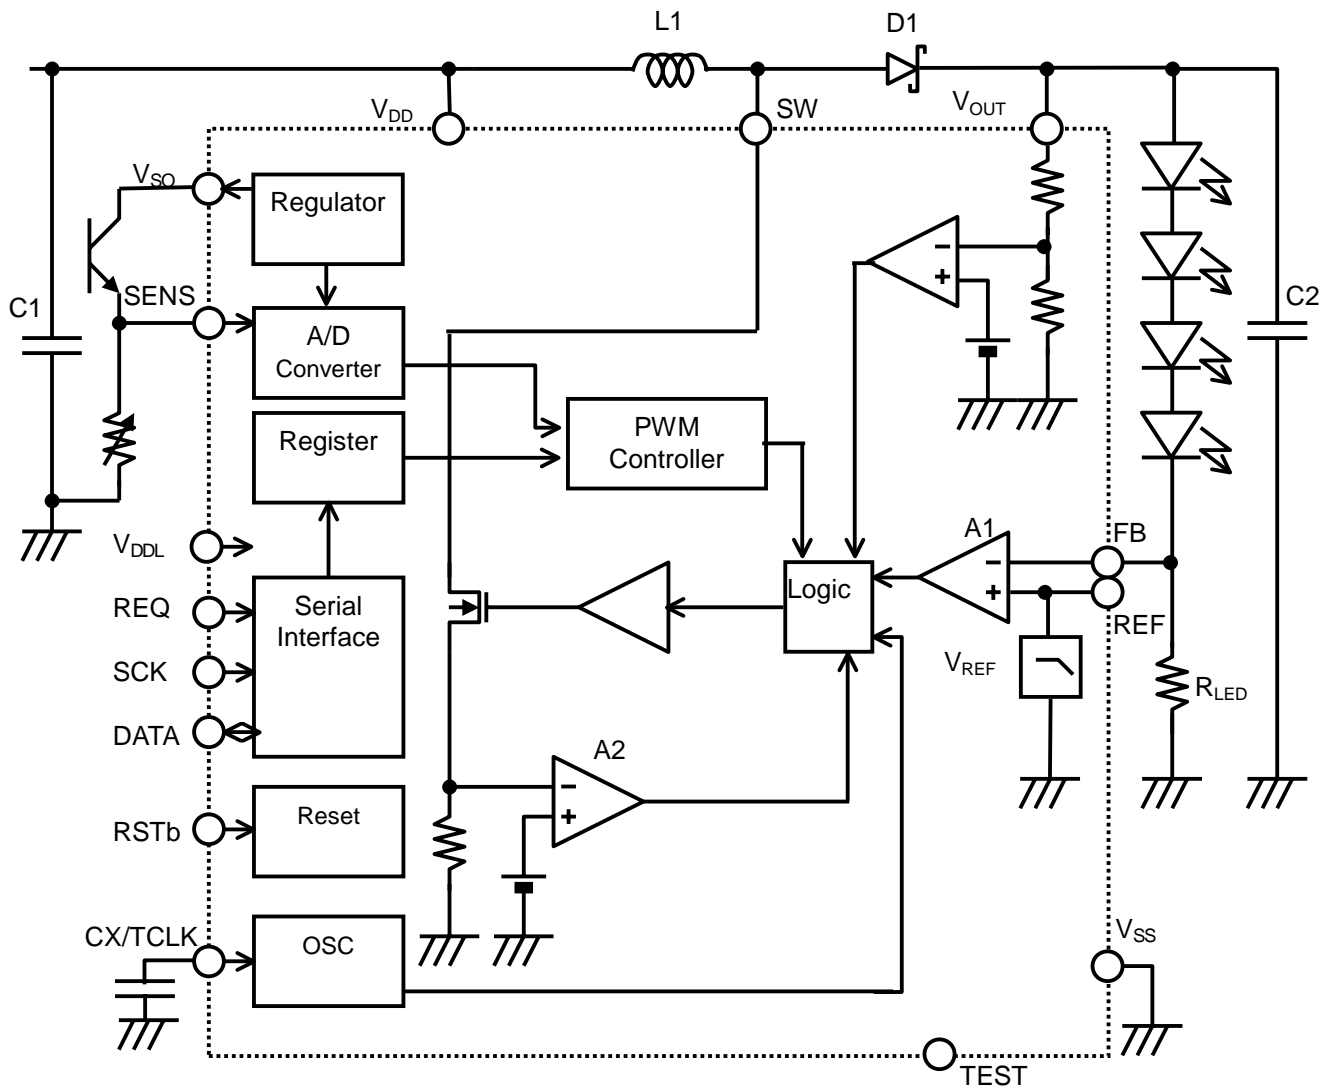 L1
D1
VDD
SW
VOUT
VSO
Regulator
SENS
C1
A/D
Converter
C2
Register
PWM
Controller
VDDL
A1
FB
REQ
Serial
Interface
Logic
REF
SCK
VREF
RLED
DATA
A2
RSTb
Reset
CX/TCLK
OSC
VSS
TEST
−
+
−
+
−
+